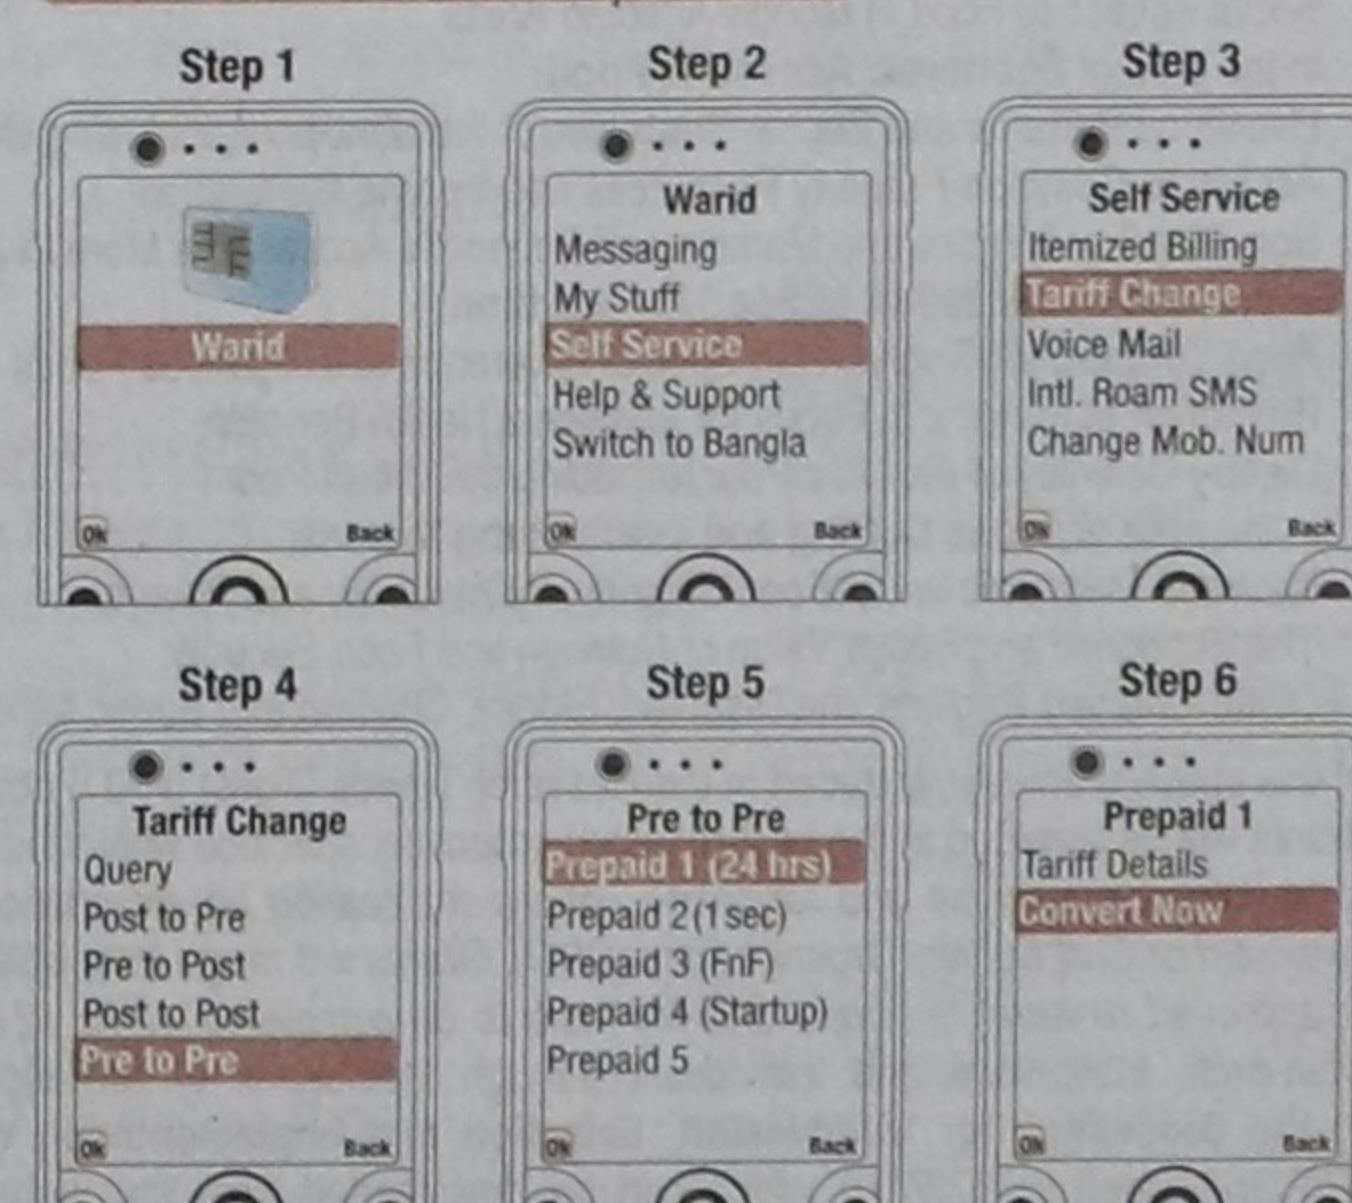 Step 1
Warid
Ok Back
Step 2
Warid
Messaging
My Stuff
Self Service
Help & Support
Switch to Bangla
Ok Back
Step 3
Self Service
Itemized Billing
Tariff Change
Voice Mail
Intl. Roam SMS
Change Mob. Num
Ok Back
Step 4
Tariff Change
Query
Post to Pre
Pre to Post
Post to Post
Pre to Pre
Ok Back
Step 5
Pre to Pre
Prepaid 1 (24 hrs)
Prepaid 2 (1 sec)
Prepaid 3 (FnF)
Prepaid 4 (Startup)
Prepaid 5
Ok Back
Step 6
Prepaid 1
Tariff Details
Convert Now
Ok Back